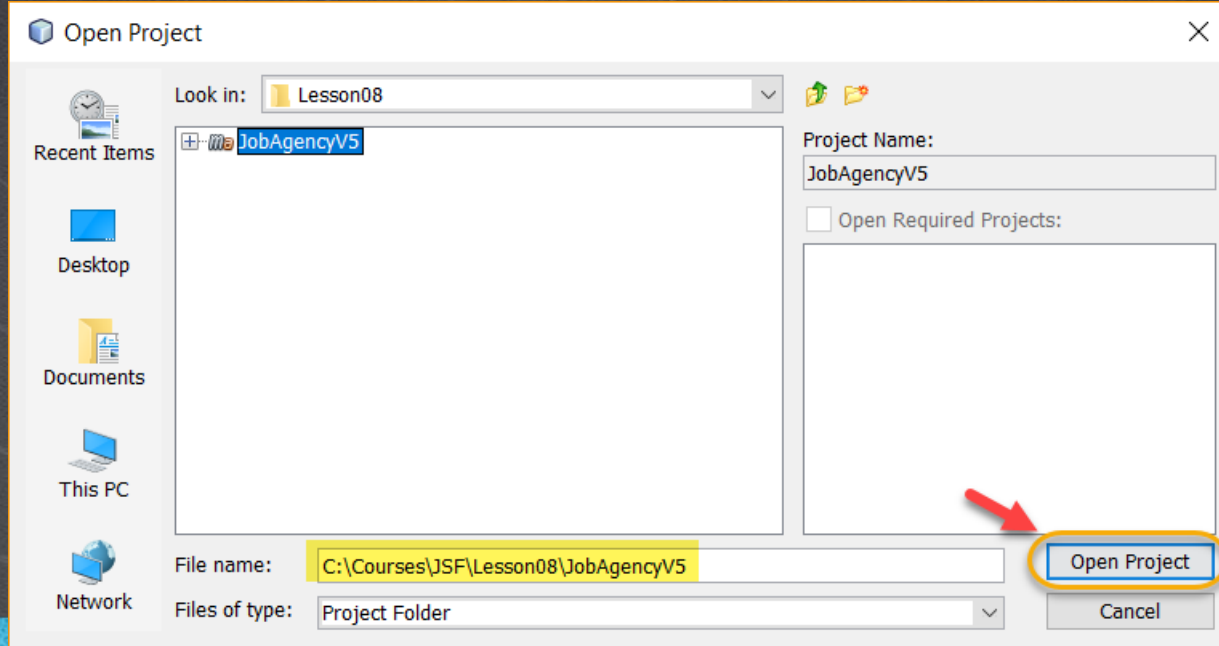 Open Project
Look in: Lesson08
Recent Items
Desktop
Documents
This PC
Network
ma JobAgencyV5
Project Name:
JobAgencyV5
Open Required Projects:
File name: C:\Courses\JSF\Lesson08\JobAgencyV5
Open Project
Files of type: Project Folder
Cancel